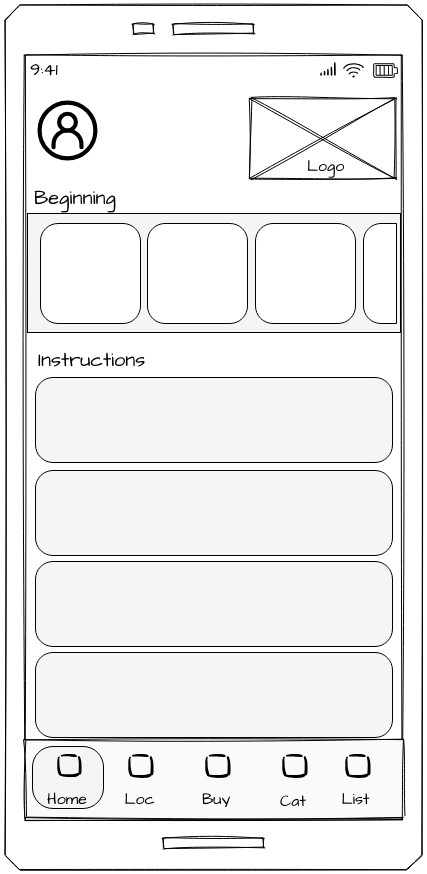 9:41
Logo
Beginning
Instructions
Home Loc Buy Cat List